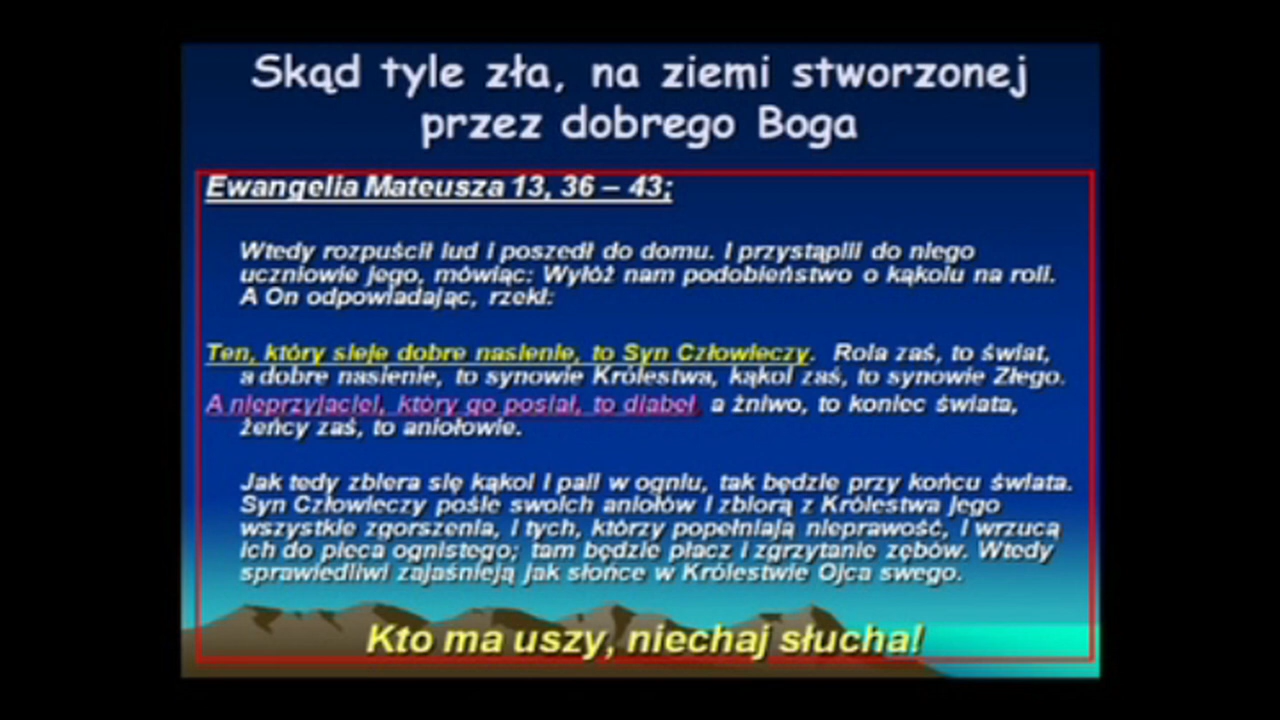 Skąd tyle zła, na ziemi stworzonej
przez dobrego Boga
Ewangelia Mateusza 13, 36 – 43;
Wtedy rozpuścił lud i poszedł do domu. I przystąpili do niego
uczniowie jego, mówiąc: Wyłóż nam podobieństwo o kąkolu na roli.
A On odpowiadając, rzekł:
Ten, który sieje dobre nasienie, to Syn Człowieczy. Rola zaś, to świat,
a dobre nasienie, to synowie Królestwa, kąkol zaś, to synowie Złego.
A nieprzyjaciel, który go posiał, to diabeł, a żniwo, to koniec świata,
żeńcy zaś, to aniołowie.
Jak tedy zbiera się kąkol i pali w ogniu, tak będzie przy końcu świata.
Syn Człowieczy pośle swoich aniołów i zbiorą z Królestwa jego
wszystkie zgorszenia, i tych, którzy popełniają nieprawość, i wrzucą
ich do pieca ognistego; tam będzie płacz i zgrzytanie zębów. Wtedy
sprawiedliwi zajaśnieją jak słońce w Królestwie Ojca swego.
Kto ma uszy, niechaj słucha!